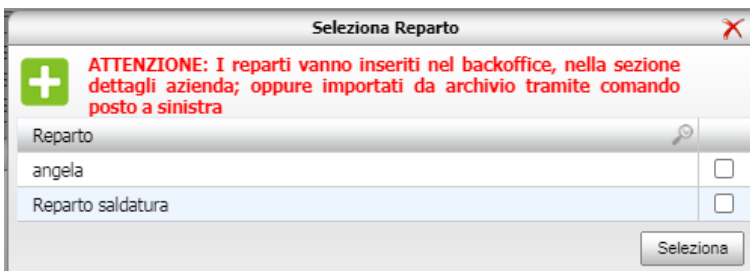 Seleziona Reparto
ATTENZIONE: I reparti vanno inseriti nel backoffice, nella sezione
dettagli azienda; oppure importati da archivio tramite comando
posto a sinistra
Reparto
angela
Reparto saldatura
Seleziona